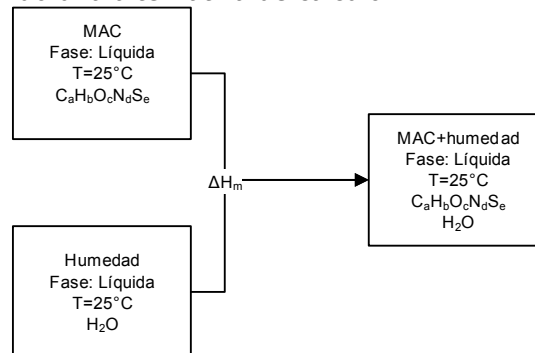 MAC
Fase: Líquida
T=25°C
CaHbOcNdSe
ΔHm
MAC+humedad
Fase: Líquida
T=25°C
CaHbOcNdSe
H2O
Humedad
Fase: Líquida
T=25°C
H2O